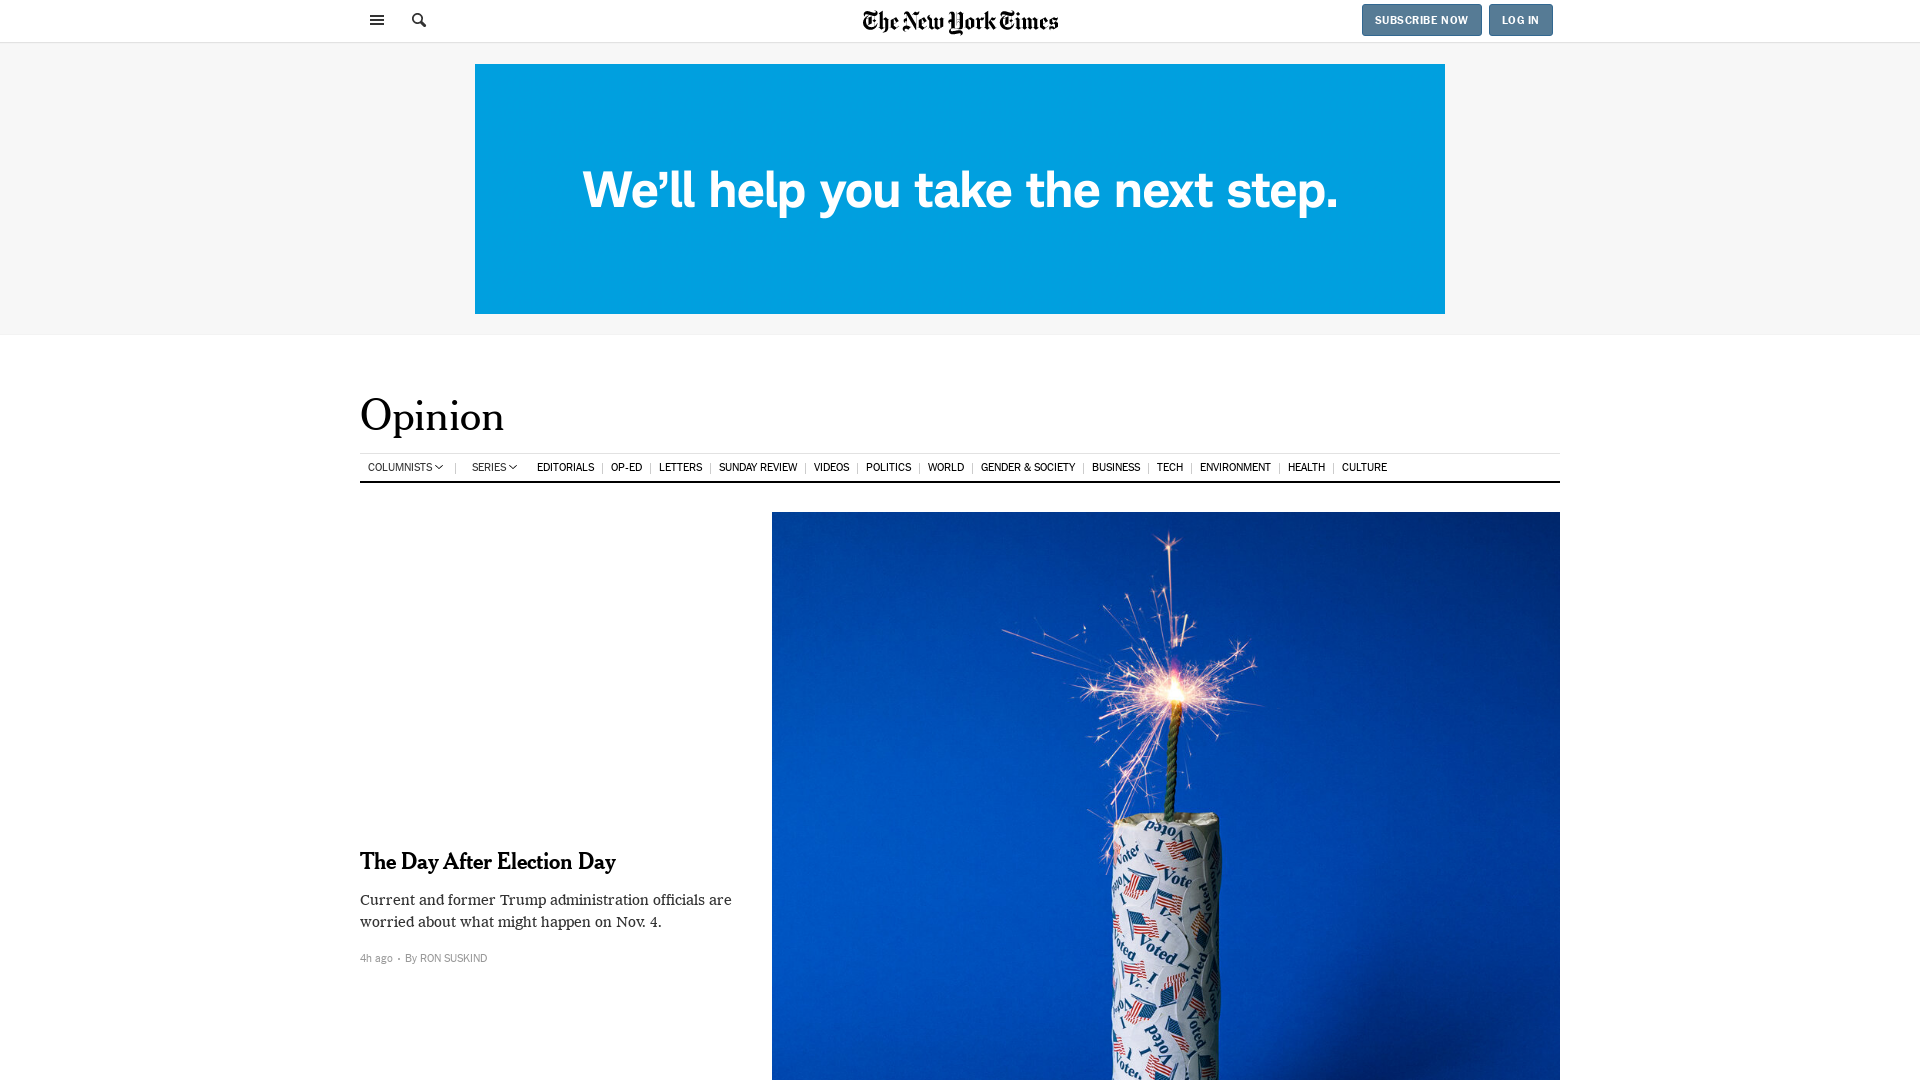 The New York Times
SUBSCRIBE NOW
LOG IN
We’ll help you take the next step.
Opinion
COLUMNISTS SERIES EDITORIALS OP-ED LETTERS SUNDAY REVIEW VIDEOS POLITICS WORLD GENDER & SOCIETY BUSINESS TECH ENVIRONMENT HEALTH CULTURE
The Day After Election Day
Current and former Trump administration officials are
worried about what might happen on Nov. 4.
4h ago • By RON SUSKIND
I Voted
I Voted
I Voted
I Voted